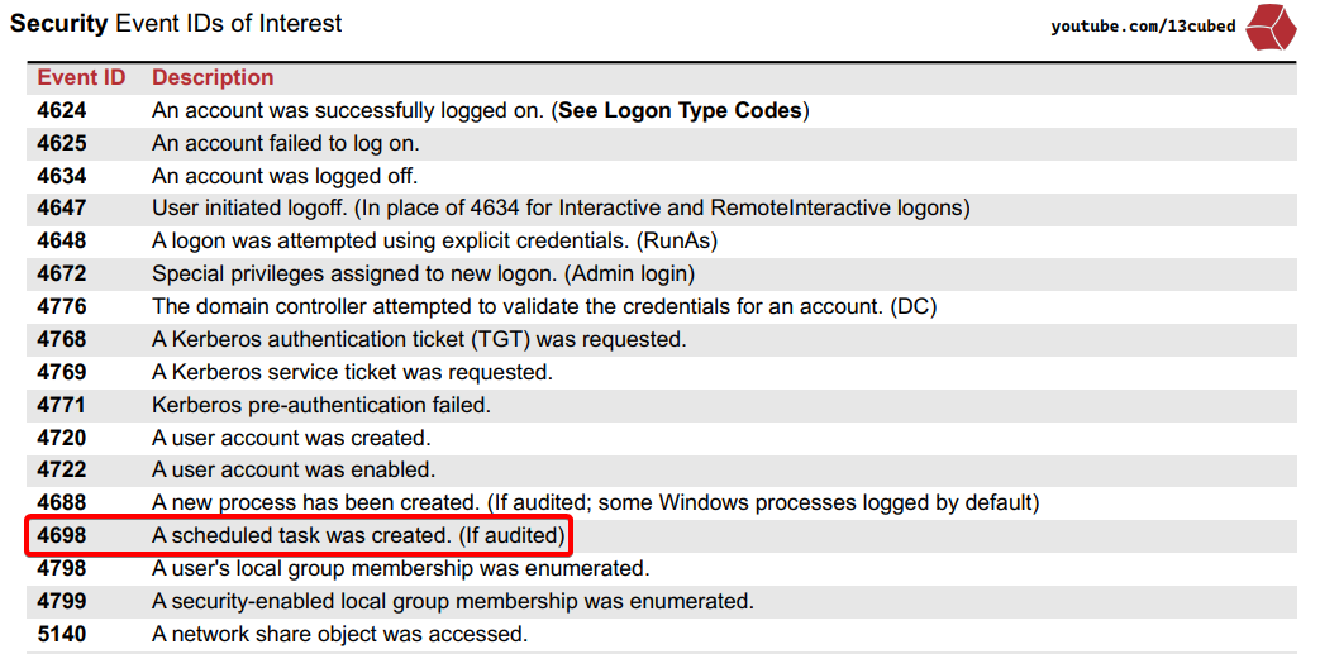 Security Event IDs of Interest
youtube.com/13cubed
Event ID Description
4624 An account was successfully logged on. (See Logon Type Codes)
4625 An account failed to log on.
4634 An account was logged off.
4647 User initiated logoff. (In place of 4634 for Interactive and RemoteInteractive logons)
4648 A logon was attempted using explicit credentials. (RunAs)
4672 Special privileges assigned to new logon. (Admin login)
4776 The domain controller attempted to validate the credentials for an account. (DC)
4768 A Kerberos authentication ticket (TGT) was requested.
4769 A Kerberos service ticket was requested.
4771 Kerberos pre-authentication failed.
4720 A user account was created.
4722 A user account was enabled.
4688 A new process has been created. (If audited; some Windows processes logged by default)
4698 A scheduled task was created. (If audited)
4798 A user's local group membership was enumerated.
4799 A security-enabled local group membership was enumerated.
5140 A network share object was accessed.